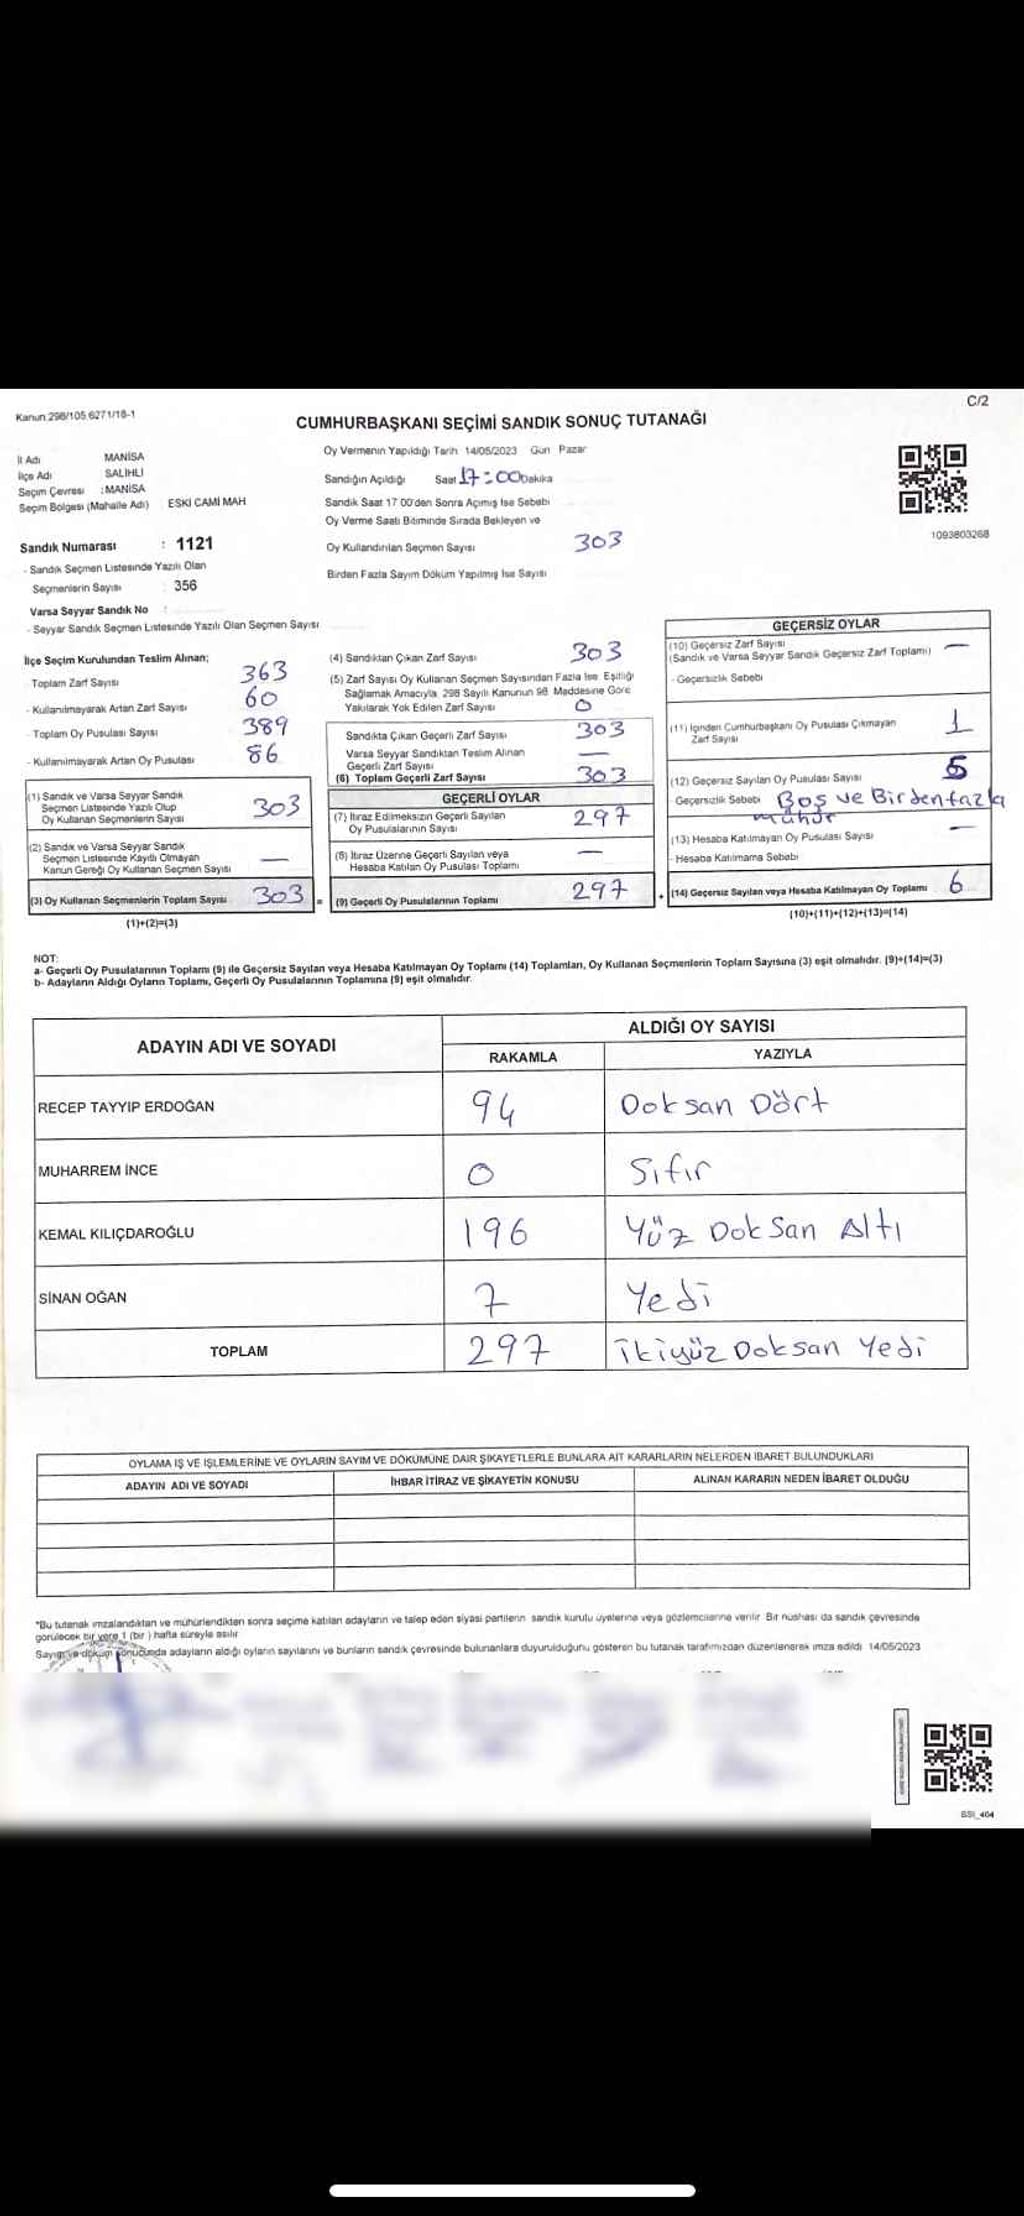 Kanun:298/105 6271/18-1
C/2
CUMHURBAŞKANI SEÇİMİ SANDIK SONUÇ TUTANAĞI
İl Adı MANİSA
İlçe Adı SALİHLİ
Seçim Çevresi : MANİSA
Seçim Bölgesi (Mahalle Adı) ESKİ CAMİ MAH
Sandık Numarası : 1121
- Sandık Seçmen Listesinde Yazılı Olan
Seçmenlerin Sayısı : 356
Varsa Seyyar Sandık No :
- Seyyar Sandık Seçmen Listesinde Yazılı Olan Seçmen Sayısı
Oy Vermenin Yapıldığı Tarih 14/05/2023 Gün Pazar
Sandığın Açıldığı Saat 17:00 Dakika
Sandık Saat 17 00'den Sonra Açılmış İse Sebebi
Oy Verme Saati Bitiminde Sırada Bekleyen ve
Oy Kullandırılan Seçmen Sayısı 303
Birden Fazla Sayım Döküm Yapılmış İse Sayısı
1093803268
İlçe Seçim Kurulundan Teslim Alınan;
Toplam Zarf Sayısı 363
- Kullanılmayarak Artan Zarf Sayısı 60
- Toplam Oy Pusulası Sayısı 389
- Kullanılmayarak Artan Oy Pusulası 86
(1) Sandık ve Varsa Seyyar Sandık
Seçmen Listesinde Yazılı Olup
Oy Kullanan Seçmenlerin Sayısı 303
(2) Sandık ve Varsa Seyyar Sandık
Seçmen Listesinde Kayıtlı Olmayan
Kanun Gereği Oy Kullanan Seçmen Sayısı —
(3) Oy Kullanan Seçmenlerin Toplam Sayısı 303 =
(1)+(2)=(3)
(4) Sandıktan Çıkan Zarf Sayısı 303
(5) Zarf Sayısı Oy Kullanan Seçmen Sayısından Fazla İse Eşitliği
Sağlamak Amacıyla, 298 Sayılı Kanunun 98. Maddesine Göre
Yakılarak Yok Edilen Zarf Sayısı 0
Sandıkta Çıkan Geçerli Zarf Sayısı 303
Varsa Seyyar Sandıktan Teslim Alınan
Geçerli Zarf Sayısı —
(6) Toplam Geçerli Zarf Sayısı 303
GEÇERLİ OYLAR
(7) İtiraz Edilmeksizin Geçerli Sayılan
Oy Pusulalarının Sayısı 297
(8) İtiraz Üzerine Geçerli Sayılan veya
Hesaba Katılan Oy Pusulası Toplamı —
(9) Geçerli Oy Pusulalarının Toplamı 297 +
GEÇERSİZ OYLAR
(10) Geçersiz Zarf Sayısı —
(Sandık ve Varsa Seyyar Sandık Geçersiz Zarf Toplamı)
- Geçersizlik Sebebi
(11) İçinden Cumhurbaşkanı Oy Pusulası Çıkmayan
Zarf Sayısı 1
(12) Geçersiz Sayılan Oy Pusulası Sayısı 5
Geçersizlik Sebebi Boş ve Birdenfazla
mühür
(13) Hesaba Katılmayan Oy Pusulası Sayısı —
- Hesaba Katılmama Sebebi
(14) Geçersiz Sayılan veya Hesaba Katılmayan Oy Toplamı 6
(10)+(11)+(12)+(13)=(14)
NOT:
a- Geçerli Oy Pusulalarının Toplamı (9) ile Geçersiz Sayılan veya Hesaba Katılmayan Oy Toplamı (14) Toplamları, Oy Kullanan Seçmenlerin Toplam Sayısına (3) eşit olmalıdır. (9)+(14)=(3)
b- Adayların Aldığı Oyların Toplamı, Geçerli Oy Pusulalarının Toplamına (9) eşit olmalıdır.
ADAYIN ADI VE SOYADI
ALDIĞI OY SAYISI
RAKAMLA YAZIYLA
RECEP TAYYİP ERDOĞAN 94 Doksan Dört
MUHARREM İNCE 0 Sıfır
KEMAL KILIÇDAROĞLU 196 Yüz Doksan Altı
SİNAN OĞAN 7 Yedi
TOPLAM 297 ikiyüz Doksan Yedi
OYLAMA İŞ VE İŞLEMLERİNE VE OYLARIN SAYIM VE DÖKÜMÜNE DAİR ŞİKAYETLERLE BUNLARA AİT KARARLARIN NELERDEN İBARET BULUNDUKLARI
ADAYIN ADI VE SOYADI İHBAR İTİRAZ VE ŞİKAYETİN KONUSU ALINAN KARARIN NEDEN İBARET OLDUĞU
*Bu tutanak imzalandıktan ve mühürlendikten sonra seçime katılan adayların ve talep eden siyasi partilerin sandık kurulu üyelerine veya gözlemcilerine verilir Bir nüshası da sandık çevresinde
görülecek bir yere 1 (bir ) hafta süreyle asılır
Sayım ve döküm sonucunda adayların aldığı oyların sayılarını ve bunların sandık çevresinde bulunanlara duyurulduğunu gösteren bu tutanak tarafımızdan düzenlenerek imza edildi 14/05/2023
BSI_404